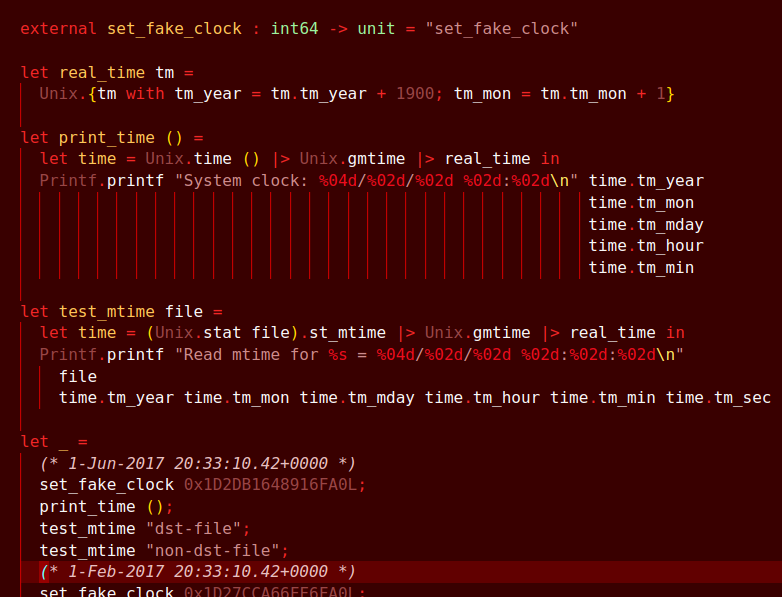 external set_fake_clock : int64 -> unit = "set_fake_clock"
let real_time tm =
Unix.{tm with tm_year = tm.tm_year + 1900; tm_mon = tm.tm_mon + 1}
let print_time () =
let time = Unix.time () |> Unix.gmtime |> real_time in
Printf.printf "System clock: %04d/%02d/%02d %02d:%02d\n" time.tm_year
time.tm_mon
time.tm_mday
time.tm_hour
time.tm_min
let test_mtime file =
let time = (Unix.stat file).st_mtime |> Unix.gmtime |> real_time in
Printf.printf "Read mtime for %s = %04d/%02d/%02d %02d:%02d:%02d\n"
file
time.tm_year time.tm_mon time.tm_mday time.tm_hour time.tm_min time.tm_sec
let _ =
(* 1-Jun-2017 20:33:10.42+0000 *)
set_fake_clock 0x1D2DB1648916FA0L;
print_time ();
test_mtime "dst-file";
test_mtime "non-dst-file";
(* 1-Feb-2017 20:33:10.42+0000 *)
set_fake_clock 0x1D27CCA66FF6FA0L;